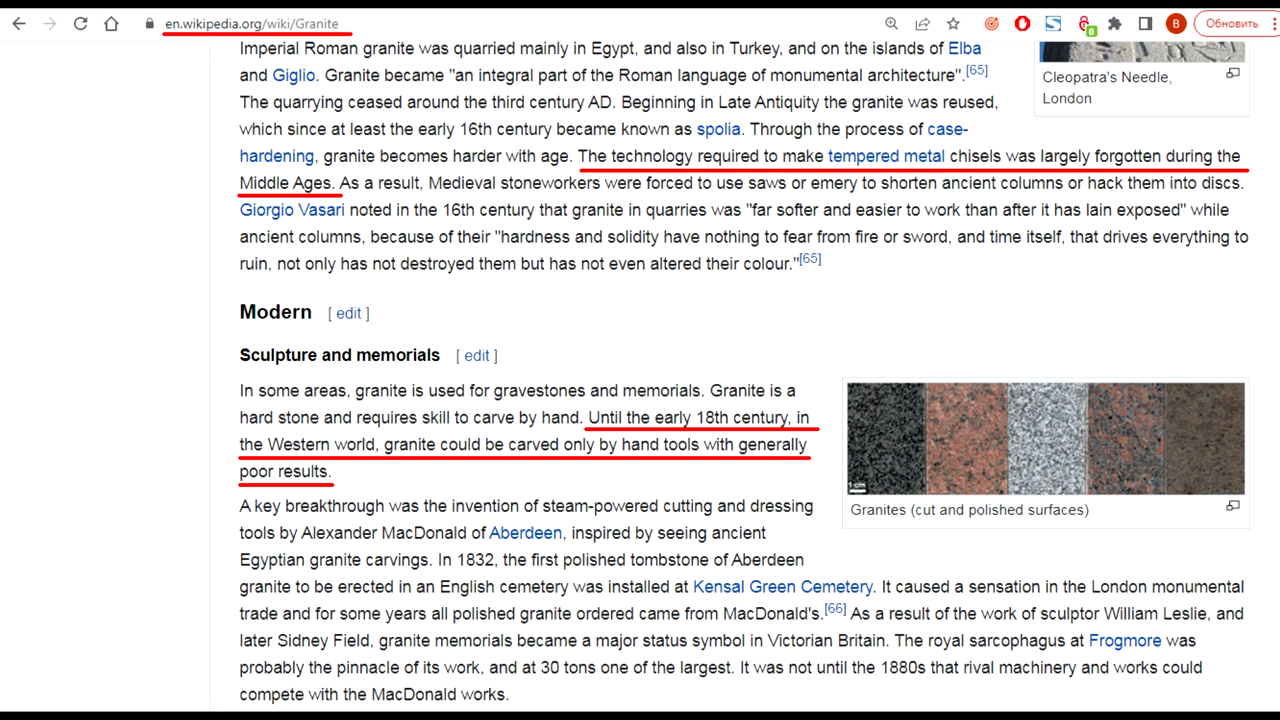 en.wikipedia.org/wiki/Granite
B
Обновить
0
Imperial Roman granite was quarried mainly in Egypt, and also in Turkey, and on the islands of Elba
and Giglio. Granite became "an integral part of the Roman language of monumental architecture".[65]
The quarrying ceased around the third century AD. Beginning in Late Antiquity the granite was reused,
which since at least the early 16th century became known as spolia. Through the process of case-
hardening, granite becomes harder with age. The technology required to make tempered metal chisels was largely forgotten during the
Middle Ages. As a result, Medieval stoneworkers were forced to use saws or emery to shorten ancient columns or hack them into discs.
Giorgio Vasari noted in the 16th century that granite in quarries was "far softer and easier to work than after it has lain exposed" while
ancient columns, because of their "hardness and solidity have nothing to fear from fire or sword, and time itself, that drives everything to
ruin, not only has not destroyed them but has not even altered their colour."[65]
Cleopatra's Needle,
London
Modern [ edit ]
Sculpture and memorials [ edit ]
In some areas, granite is used for gravestones and memorials. Granite is a
hard stone and requires skill to carve by hand. Until the early 18th century, in
the Western world, granite could be carved only by hand tools with generally
poor results.
A key breakthrough was the invention of steam-powered cutting and dressing
tools by Alexander MacDonald of Aberdeen, inspired by seeing ancient
Egyptian granite carvings. In 1832, the first polished tombstone of Aberdeen
granite to be erected in an English cemetery was installed at Kensal Green Cemetery. It caused a sensation in the London monumental
trade and for some years all polished granite ordered came from MacDonald's.[66] As a result of the work of sculptor William Leslie, and
later Sidney Field, granite memorials became a major status symbol in Victorian Britain. The royal sarcophagus at Frogmore was
probably the pinnacle of its work, and at 30 tons one of the largest. It was not until the 1880s that rival machinery and works could
compete with the MacDonald works.
1 cm
Granites (cut and polished surfaces)